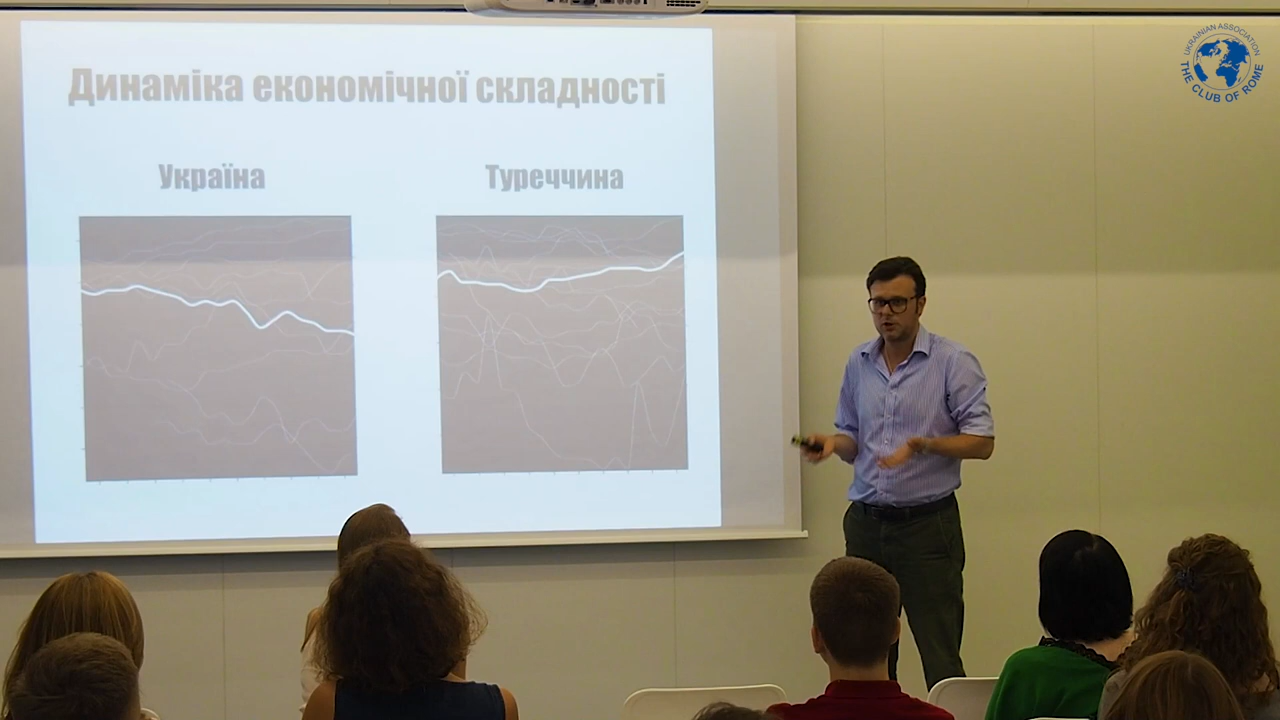 Динаміка економічної складності
Україна
Туреччина
UKRAINIAN ASSOCIATION
THE CLUB OF ROME